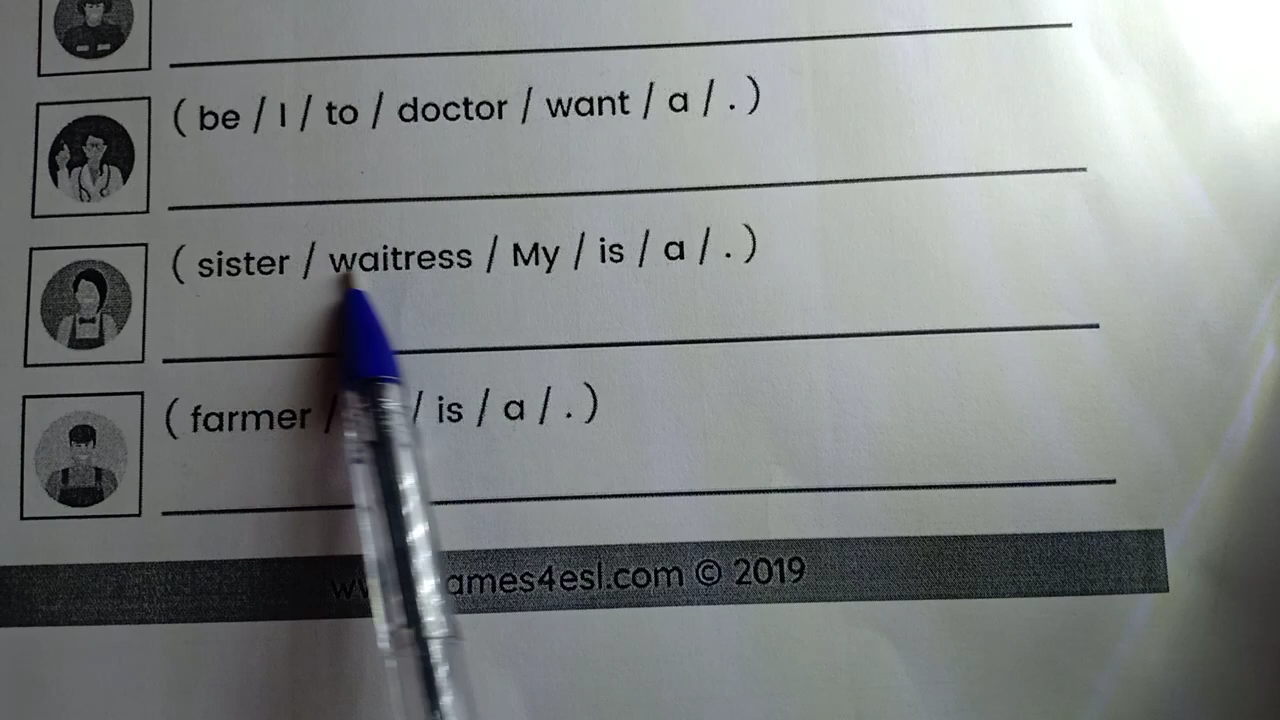 ( be / I / to / doctor / want / a / . )
( sister / waitress / My / is / a / . )
( farmer / / is / a / . )
ames4esl.com © 2019